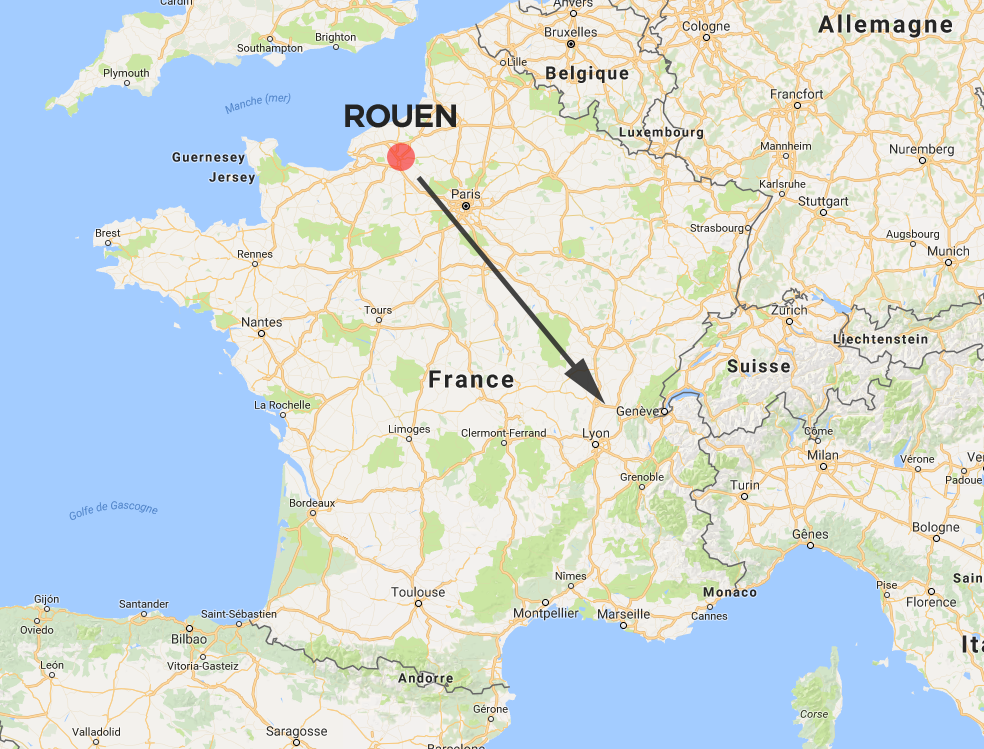 Cardiff
Anvers
Bruxelles
Cologne
Allemagne
Brighton
Southampton
Lille
Belgique
Plymouth
Manche (mer)
Francfort
ROUEN
Luxembourg
Mannheim
Nuremberg
Guernesey
Jersey
Paris
Karlsruhe
Stuttgart
Strasbourg
Augsbourg
Munich
Brest
Rennes
Tours
Nantes
Zurich
Liechtenstein
Suisse
France
La Rochelle
Genève
Limoges
Clermont-Ferrand
Lyon
Côme
Milan
Vérone
Padoue
Grenoble
Turin
Bordeaux
Golfe de Gascogne
Gênes
Bologne
Nîmes
Toulouse
Monaco
Pise
San
Gijón
Santander
Saint-Sébastien
Montpellier
Marseille
Cannes
Florence
Oviedo
Bilbao
León
Vitoria-Gasteiz
Ita
Andorre
Gérone
Corse
Valladolid
Saragosse
Barcelone